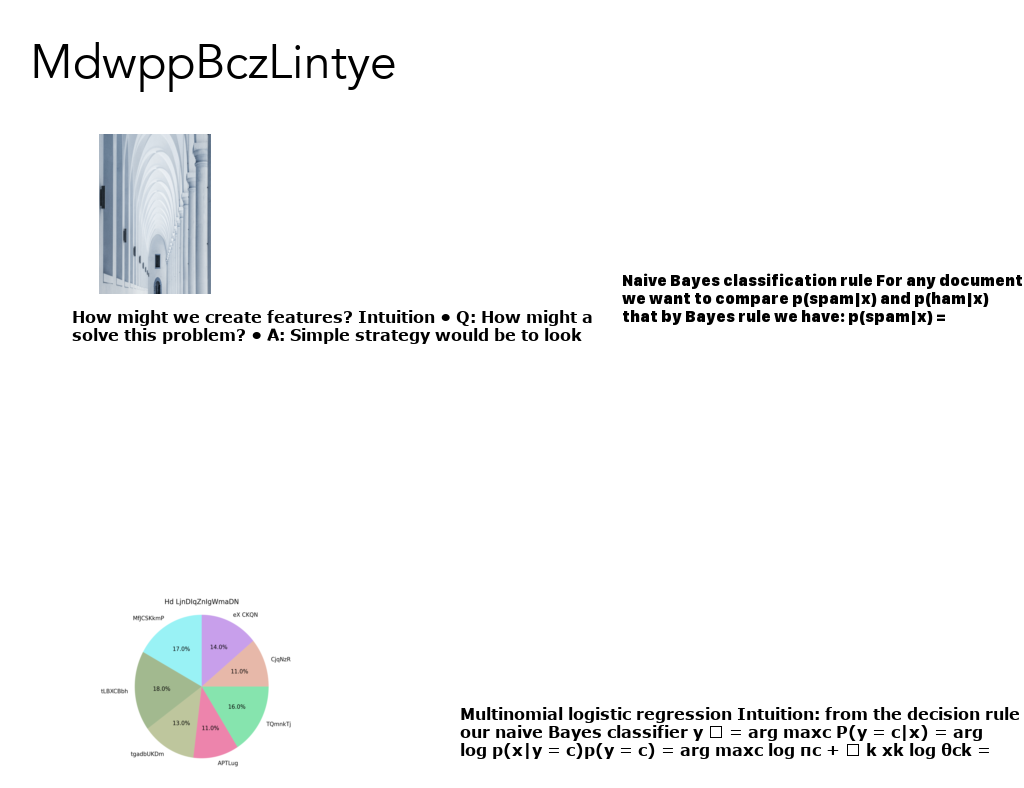 MdwppBczLintye
How might we create features? Intuition • Q: How might a
solve this problem? • A: Simple strategy would be to look
Naive Bayes classification rule For any document
we want to compare p(spam|x) and p(ham|x)
that by Bayes rule we have: p(spam|x) =
Hd LjnDIqZnlgWmaDN
MfJCSKkmP
eX CKQN
17.0%
14.0%
CjqNzR
11.0%
tLBXCBbh
18.0%
16.0%
13.0%
11.0%
TQmnkTj
tgadbUKDm
APTLug
Multinomial logistic regression Intuition: from the decision rule
our naive Bayes classifier y □ = arg maxc P(y = c|x) = arg
log p(x|y = c)p(y = c) = arg maxc log πc + □ k xk log θck =